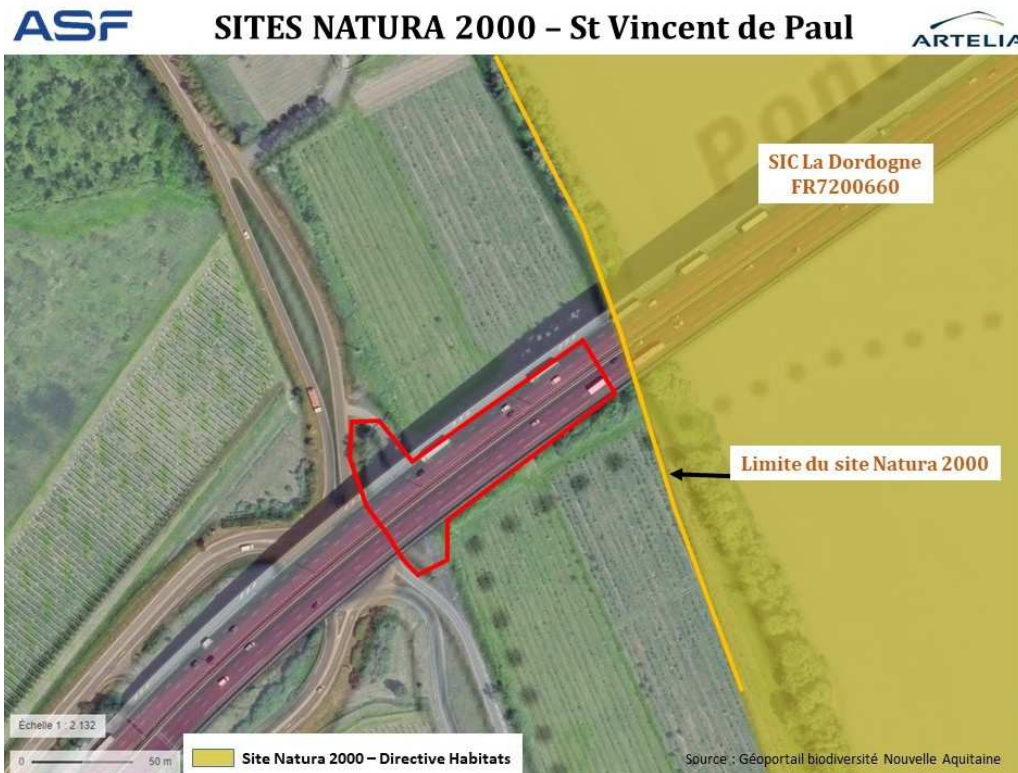 ASF
SITES NATURA 2000 – St Vincent de Paul
ARTELIA
SIC La Dordogne
FR7200660
Limite du site Natura 2000
Échelle 1 : 2 132
0 50 m
Site Natura 2000 – Directive Habitats
Source : Géoportail biodiversité Nouvelle Aquitaine